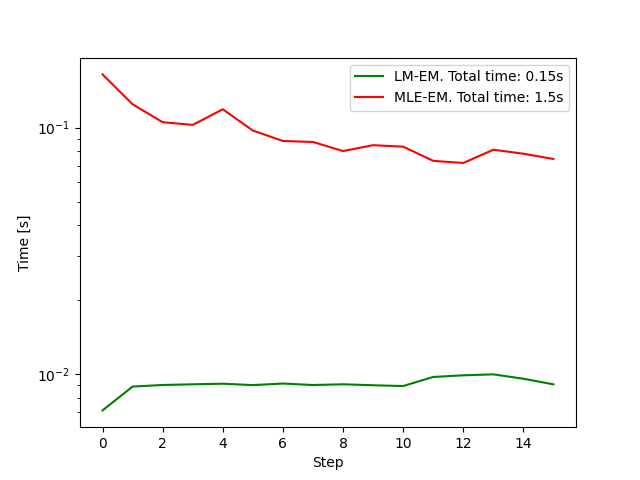 LM-EM. Total time: 0.15s
MLE-EM. Total time: 1.5s
10⁻¹
10⁻²
Time [s]
0 2 4 6 8 10 12 14
Step